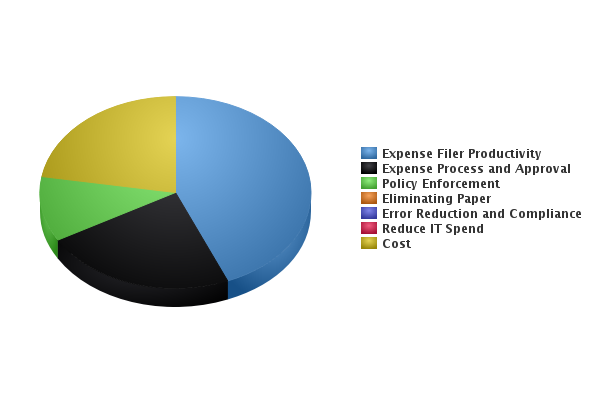 Expense Filer Productivity
Expense Process and Approval
Policy Enforcement
Eliminating Paper
Error Reduction and Compliance
Reduce IT Spend
Cost